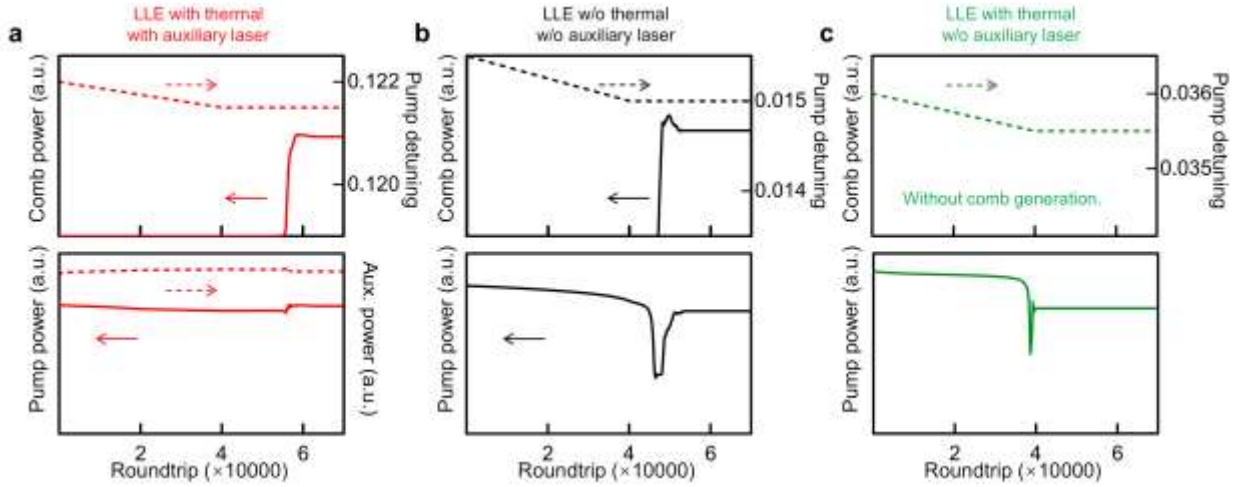 a
LLE with thermal
with auxiliary laser
Comb power (a.u.)
0.122
0.120
Pump detuning
Pump power (a.u.)
Aux. power (a.u.)
2
4
6
Roundtrip (×10000)
b
LLE w/o thermal
w/o auxiliary laser
Comb power (a.u.)
0.015
0.014
Pump detuning
Pump power (a.u.)
2
4
6
Roundtrip (×10000)
c
LLE with thermal
w/o auxiliary laser
Comb power (a.u.)
0.036
0.035
Pump detuning
Without comb generation.
Pump power (a.u.)
2
4
6
Roundtrip (×10000)